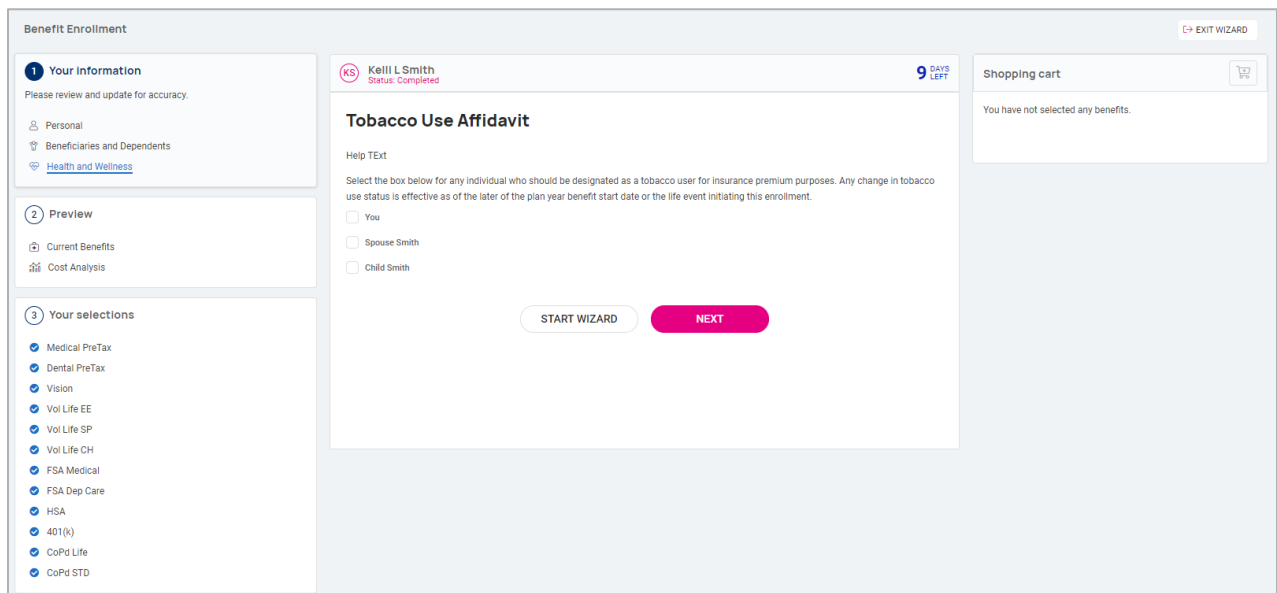 Benefit Enrollment
EXIT WIZARD
1 Your Information
Please review and update for accuracy.
Personal
Beneficiaries and Dependents
Health and Wellness
2 Preview
Current Benefits
Cost Analysis
3 Your selections
Medical PreTax
Dental PreTax
Vision
Vol Life EE
Vol Life SP
Vol Life CH
FSA Medical
FSA Dep Care
HSA
401(k)
CoPd Life
CoPd STD
KS
Kelli L Smith
Status: Completed
9 DAYS LEFT
Tobacco Use Affidavit
Help TExt
Select the box below for any individual who should be designated as a tobacco user for insurance premium purposes. Any change in tobacco
use status is effective as of the later of the plan year benefit start date or the life event initiating this enrollment.
You
Spouse Smith
Child Smith
START WIZARD
NEXT
Shopping cart
You have not selected any benefits.